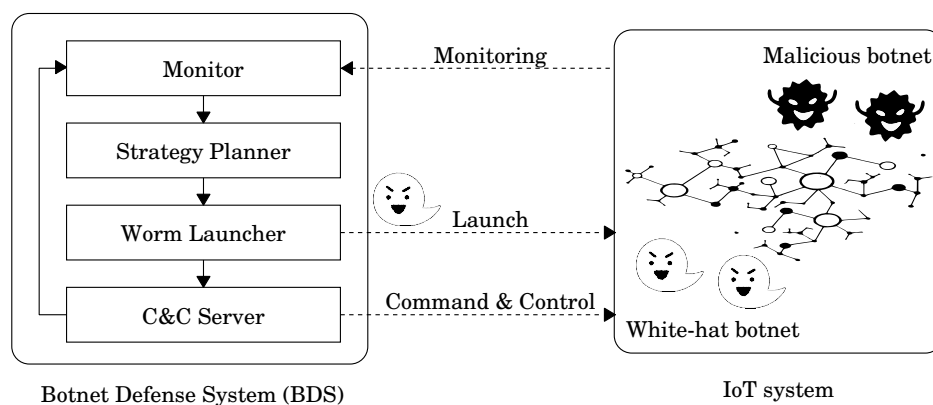 Monitor
Strategy Planner
Worm Launcher
C&C Server
Botnet Defense System (BDS)
Monitoring
Launch
Command & Control
Malicious botnet
White-hat botnet
IoT system